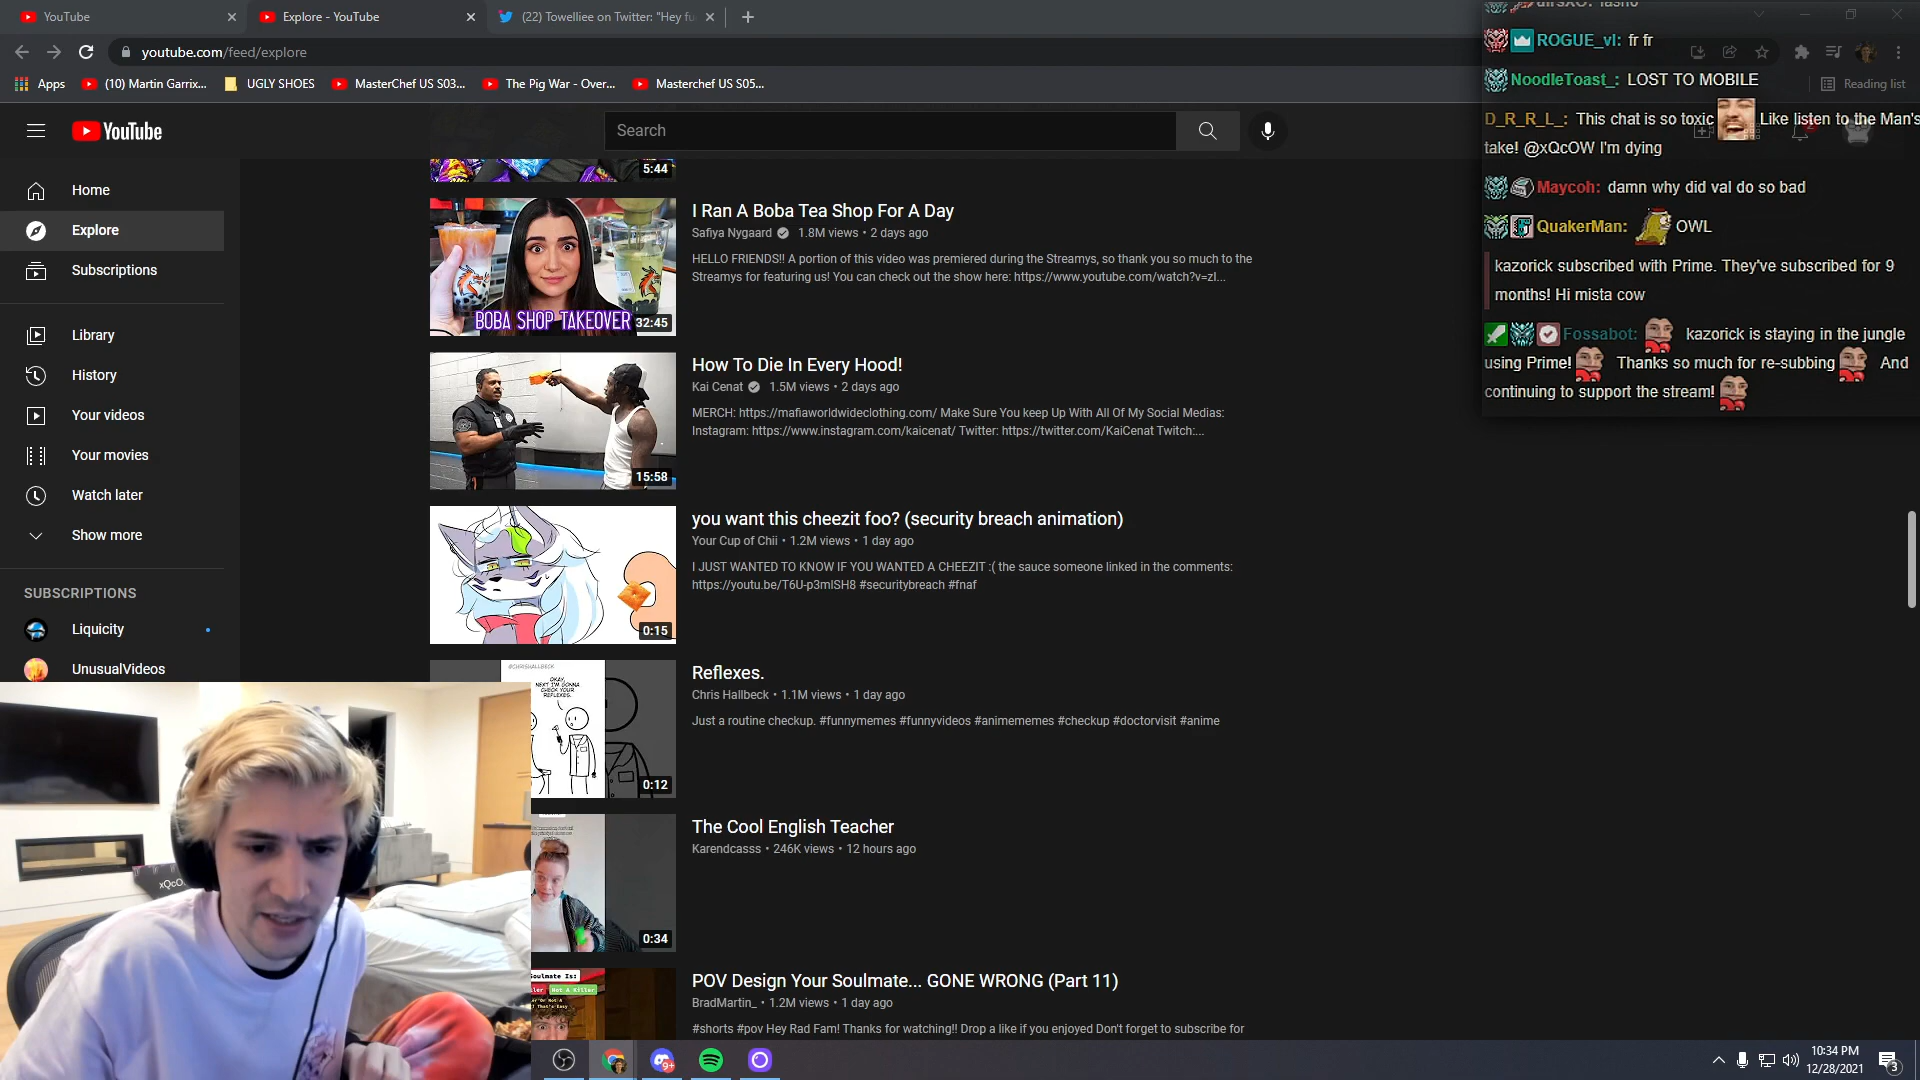 YouTube
Explore - YouTube
(22) Towelliee on Twitter: "Hey fu
youtube.com/feed/explore
Apps
(10) Martin Garrix...
UGLY SHOES
MasterChef US S03...
The Pig War - Over...
Masterchef US S05...
Reading list
YouTube
Search
Home
Explore
Subscriptions
Library
History
Your videos
Your movies
Watch later
Show more
SUBSCRIPTIONS
Liquicity
UnusualVideos
5:44
BOBA SHOP TAKEOVER
32:45
I Ran A Boba Tea Shop For A Day
Safiya Nygaard 1.8M views • 2 days ago
HELLO FRIENDS!! A portion of this video was premiered during the Streamys, so thank you so much to the
Streamys for featuring us! You can check out the show here: https://www.youtube.com/watch?v=zI...
15:58
How To Die In Every Hood!
Kai Cenat 1.5M views • 2 days ago
MERCH: https://mafiaworldwideclothing.com/ Make Sure You keep Up With All Of My Social Medias:
Instagram: https://www.instagram.com/kaicenat/ Twitter: https://twitter.com/KaiCenat Twitch:...
0:15
you want this cheezit foo? (security breach animation)
Your Cup of Chii • 1.2M views • 1 day ago
I JUST WANTED TO KNOW IF YOU WANTED A CHEEZIT :( the sauce someone linked in the comments:
https://youtu.be/T6U-p3mlSH8 #securitybreach #fnaf
#CHRISHALLBECK
OKAY,
NEXT I'M GONNA
CHECK YOUR
REFLEXES.
0:12
Reflexes.
Chris Hallbeck • 1.1M views • 1 day ago
Just a routine checkup. #funnymemes #funnyvideos #animememes #checkup #doctorvisit #anime
0:34
The Cool English Teacher
Karendcasss • 246K views • 12 hours ago
Soulmate Is:
Not A Killer
POV Design Your Soulmate... GONE WRONG (Part 11)
BradMartin_ • 1.2M views • 1 day ago
#shorts #pov Hey Rad Fam! Thanks for watching!! Drop a like if you enjoyed Don't forget to subscribe for
ROGUE_vI: fr fr
NoodleToast_: LOST TO MOBILE
D_R_R_L_: This chat is so toxic Like listen to the Man's
take! @xQcOW I'm dying
Maycoh: damn why did val do so bad
QuakerMan: OWL
kazorick subscribed with Prime. They've subscribed for 9
months! Hi mista cow
Fossabot: kazorick is staying in the jungle
using Prime! Thanks so much for re-subbing And
continuing to support the stream!
xQcO
9+
10:34 PM
12/28/2021
3